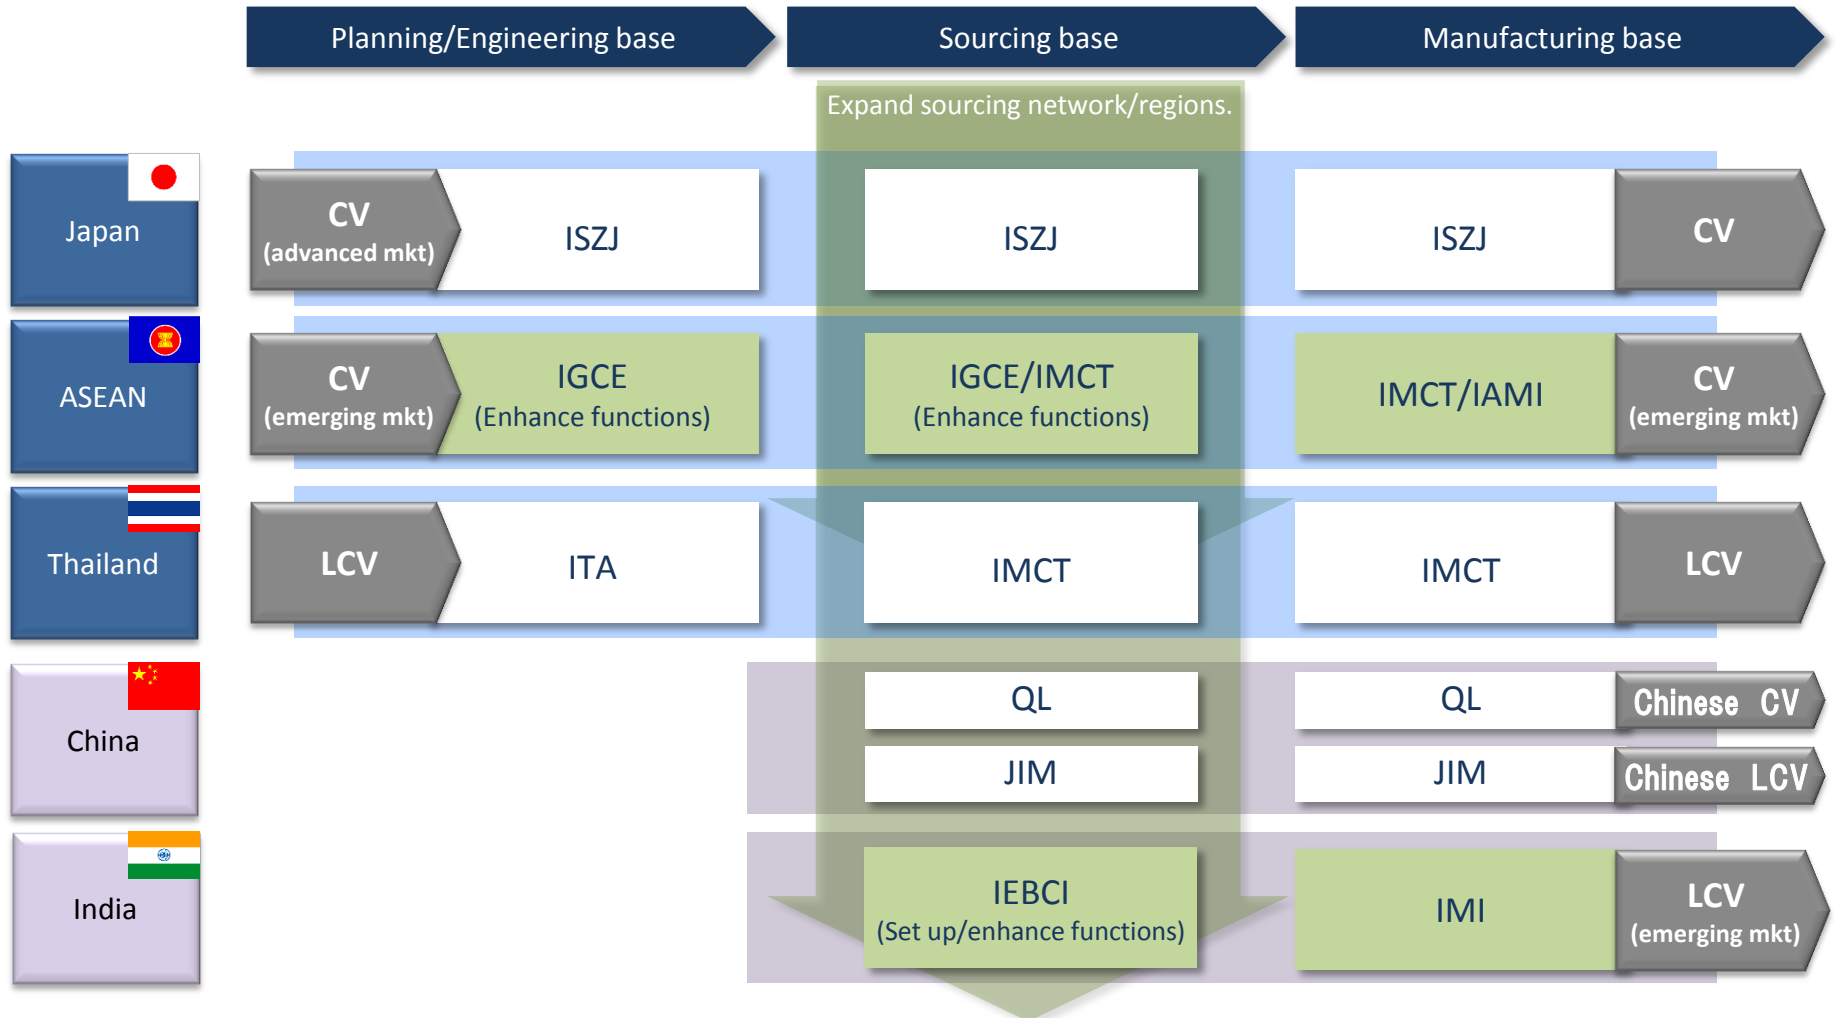 Planning/Engineering base
Sourcing base
Manufacturing base
Expand sourcing network/regions.
Japan
CV
(advanced mkt)
ISZJ
ISZJ
ISZJ
CV
ASEAN
CV
(emerging mkt)
IGCE
(Enhance functions)
IGCE/IMCT
(Enhance functions)
IMCT/IAMI
CV
(emerging mkt)
Thailand
LCV
ITA
IMCT
IMCT
LCV
China
QL
QL
Chinese CV
JIM
JIM
Chinese LCV
India
IEBCI
(Set up/enhance functions)
IMI
LCV
(emerging mkt)